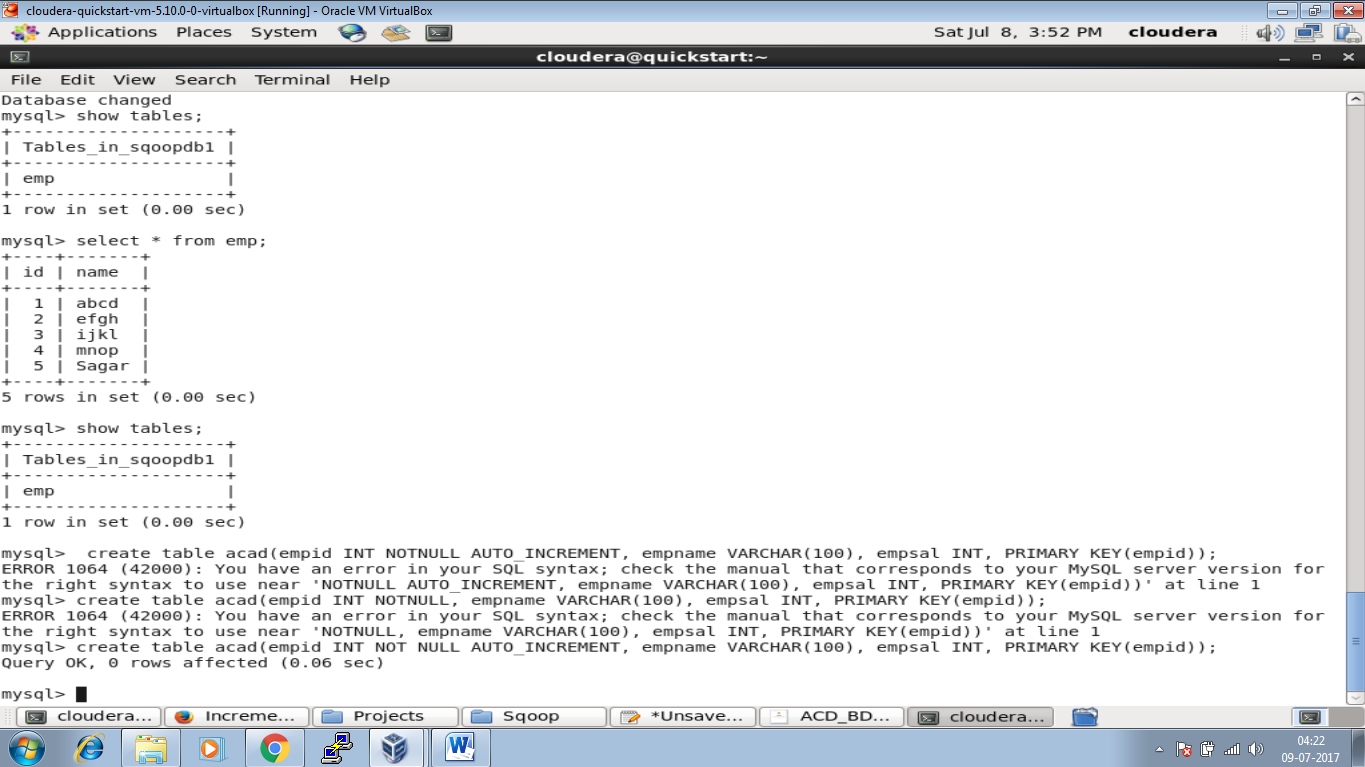 cloudera-quickstart-vm-5.10.0-0-virtualbox [Running] - Oracle VM VirtualBox
Applications Places System Sat Jul 8, 3:52 PM cloudera
cloudera@quickstart:~
File Edit View Search Terminal Help
Database changed
mysql> show tables;
+--------------------+
| Tables_in_sqoopdb1 |
+--------------------+
| emp                |
+--------------------+
1 row in set (0.00 sec)
mysql> select * from emp;
+----+-------+
| id | name  |
+----+-------+
|  1 | abcd  |
|  2 | efgh  |
|  3 | ijkl  |
|  4 | mnop  |
|  5 | Sagar |
+----+-------+
5 rows in set (0.00 sec)
mysql> show tables;
+--------------------+
| Tables_in_sqoopdb1 |
+--------------------+
| emp                |
+--------------------+
1 row in set (0.00 sec)
mysql>  create table acad(empid INT NOTNULL AUTO_INCREMENT, empname VARCHAR(100), empsal INT, PRIMARY KEY(empid));
ERROR 1064 (42000): You have an error in your SQL syntax; check the manual that corresponds to your MySQL server version for
the right syntax to use near 'NOTNULL AUTO_INCREMENT, empname VARCHAR(100), empsal INT, PRIMARY KEY(empid))' at line 1
mysql> create table acad(empid INT NOTNULL, empname VARCHAR(100), empsal INT, PRIMARY KEY(empid));
ERROR 1064 (42000): You have an error in your SQL syntax; check the manual that corresponds to your MySQL server version for
the right syntax to use near 'NOTNULL, empname VARCHAR(100), empsal INT, PRIMARY KEY(empid))' at line 1
mysql> create table acad(empid INT NOT NULL AUTO_INCREMENT, empname VARCHAR(100), empsal INT, PRIMARY KEY(empid));
Query OK, 0 rows affected (0.06 sec)
mysql>
cloudera... Increme... Projects Sqoop *Unsave... ACD_BD... cloudera...
04:22
09-07-2017